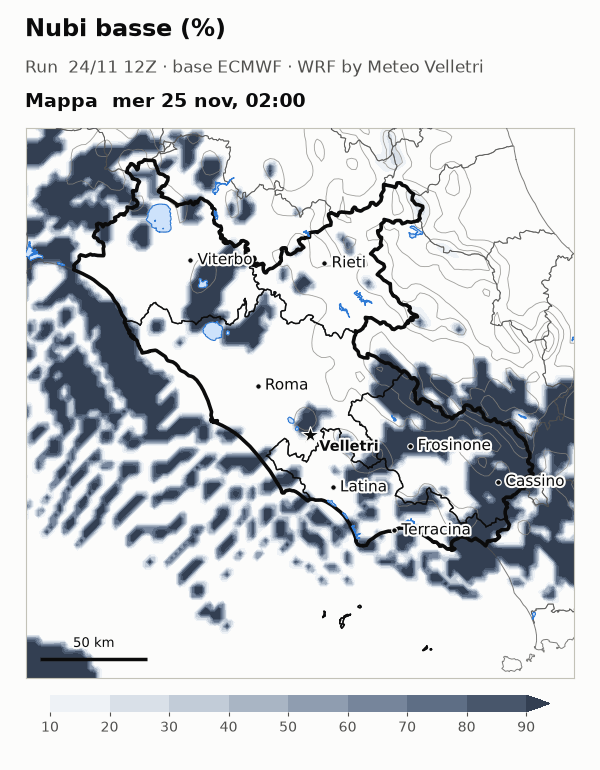 Nubi basse (%)
Run  24/11 12Z · base ECMWF · WRF by Meteo Velletri
Mappa  mer 25 nov, 02:00
Viterbo
Rieti
Roma
Velletri
Frosinone
Cassino
Latina
Terracina
50 km
10 20 30 40 50 60 70 80 90